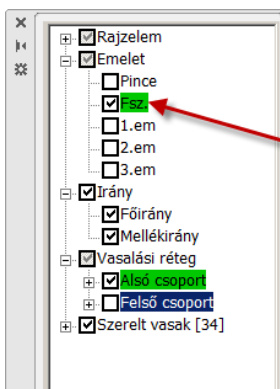 Rajzelem
Emelet
Pince
Fsz.
1.em
2.em
3.em
Irány
Főirány
Mellékirány
Vasalási réteg
Alsó csoport
Felső csoport
Szerelt vasak [34]